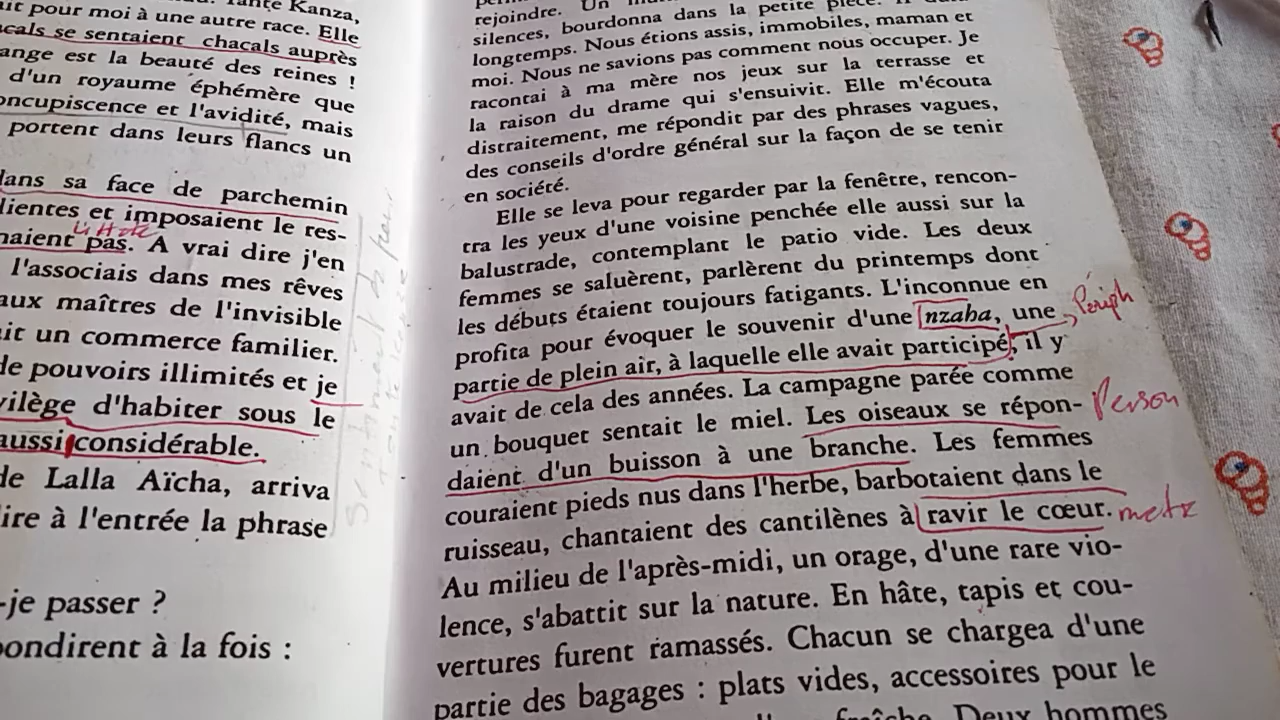 Tante Kanza,
pour moi à une autre race. Elle
se sentaient chacals auprès
ange est la beauté des reines !
d'un royaume éphémère que
oncupiscence et l'avidité, mais
portent dans leurs flancs un
dans sa face de parchemin
lientes et imposaient le res-
naient pas. A vrai dire j'en
l'associais dans mes rêves
aux maîtres de l'invisible
ait un commerce familier.
de pouvoirs illimités et je
vilège d'habiter sous le
aussi considérable.
de Lalla Aïcha, arriva
ire à l'entrée la phrase
-je passer ?
ondirent à la fois :
rejoindre. Un
silences, bourdonna dans la petite pièce.
longtemps. Nous étions assis, immobiles, maman et
moi. Nous ne savions pas comment nous occuper. Je
racontai à ma mère nos jeux sur la terrasse et
la raison du drame qui s'ensuivit. Elle m'écouta
distraitement, me répondit par des phrases vagues,
des conseils d'ordre général sur la façon de se tenir
en société.
Elle se leva pour regarder par la fenêtre, rencon-
tra les yeux d'une voisine penchée elle aussi sur la
balustrade, contemplant le patio vide. Les deux
femmes se saluèrent, parlèrent du printemps dont
les débuts étaient toujours fatigants. L'inconnue en
profita pour évoquer le souvenir d'une nzaha, une Périph
partie de plein air, à laquelle elle avait participé, il y
avait de cela des années. La campagne parée comme
un bouquet sentait le miel. Les oiseaux se répon- Person
daient d'un buisson à une branche. Les femmes
couraient pieds nus dans l'herbe, barbotaient dans le
ruisseau, chantaient des cantilènes à ravir le cœur.
Au milieu de l'après-midi, un orage, d'une rare vio-
lence, s'abattit sur la nature. En hâte, tapis et cou-
vertures furent ramassés. Chacun se chargea d'une
partie des bagages : plats vides, accessoires pour le
fraîche. Deux hommes